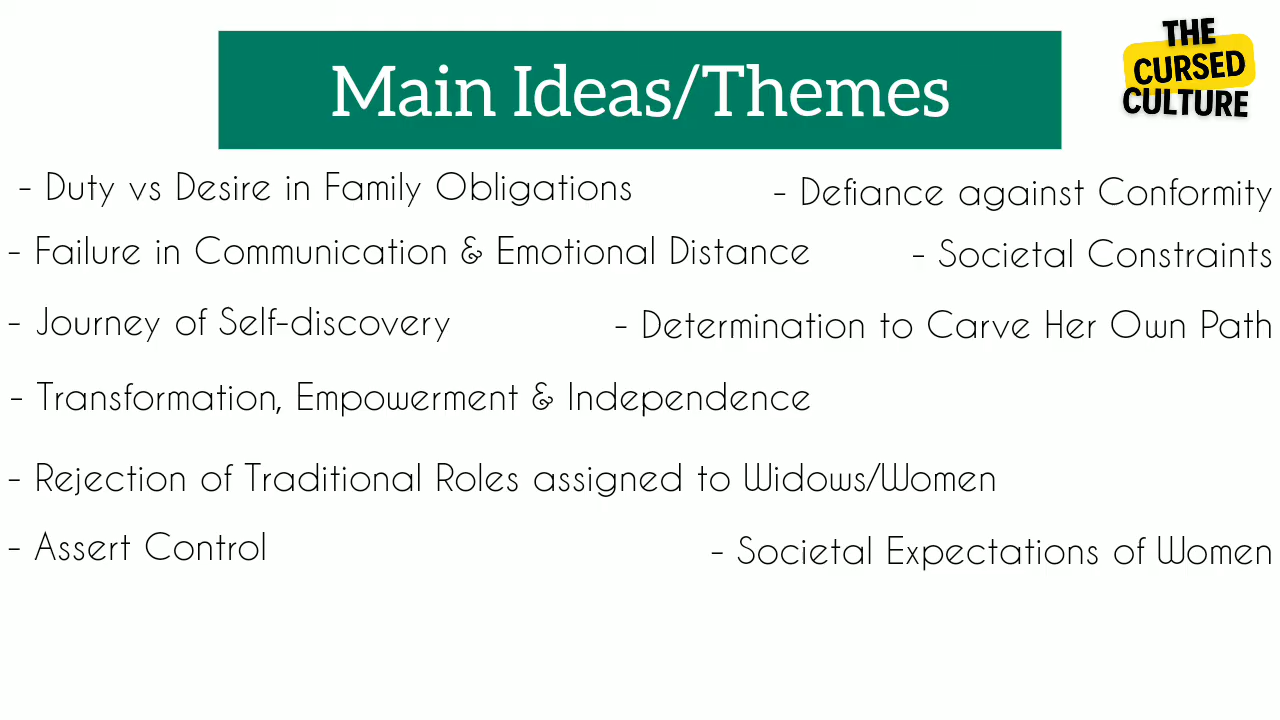 Main Ideas/Themes
THE
CURSED
CULTURE
- Duty vs Desire in Family Obligations
- Defiance against Conformity
- Failure in Communication & Emotional Distance
- Societal Constraints
- Journey of Self-discovery
- Determination to Carve Her Own Path
- Transformation, Empowerment & Independence
- Rejection of Traditional Roles assigned to Widows/Women
- Assert Control
- Societal Expectations of Women